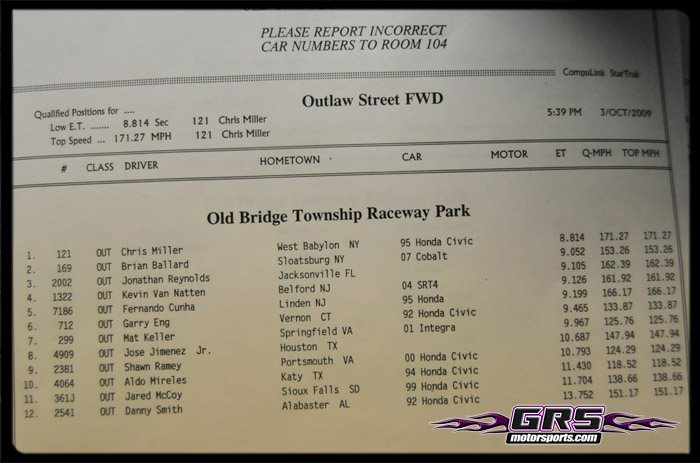 PLEASE REPORT INCORRECT
CAR NUMBERS TO ROOM 104
CompuLink StarTrak
Outlaw Street FWD
5:39 PM 3/OCT/2009
Qualified Positions for ....
Low E.T. ....... 8.814 Sec 121 Chris Miller
Top Speed ... 171.27 MPH 121 Chris Miller
# CLASS DRIVER HOMETOWN CAR MOTOR ET Q-MPH TOP MPH
Old Bridge Township Raceway Park
1. 121 OUT Chris Miller West Babylon NY 95 Honda Civic 8.814 171.27 171.27
2. 169 OUT Brian Ballard Sloatsburg NY 07 Cobalt 9.052 153.26 153.26
3. 2002 OUT Jonathan Reynolds Jacksonville FL 9.105 162.39 162.39
4. 1322 OUT Kevin Van Natten Belford NJ 04 SRT4 9.126 161.92 161.92
5. 7186 OUT Fernando Cunha Linden NJ 95 Honda 9.199 166.17 166.17
6. 712 OUT Garry Eng Vernon CT 92 Honda Civic 9.465 133.87 133.87
7. 299 OUT Mat Keller Springfield VA 01 Integra 9.967 125.76 125.76
8. 4909 OUT Jose Jimenez Jr. Houston TX 10.687 147.94 147.94
9. 2381 OUT Shawn Ramey Portsmouth VA 00 Honda Civic 10.793 124.29 124.29
10. 4064 OUT Aldo Mireles Katy TX 94 Honda Civic 11.430 118.52 118.52
11. 361J OUT Jared McCoy Sioux Falls SD 99 Honda Civic 11.704 138.66 138.66
12. 2541 OUT Danny Smith Alabaster AL 92 Honda Civic 13.752 151.17 151.17
GRS
motorsports.com